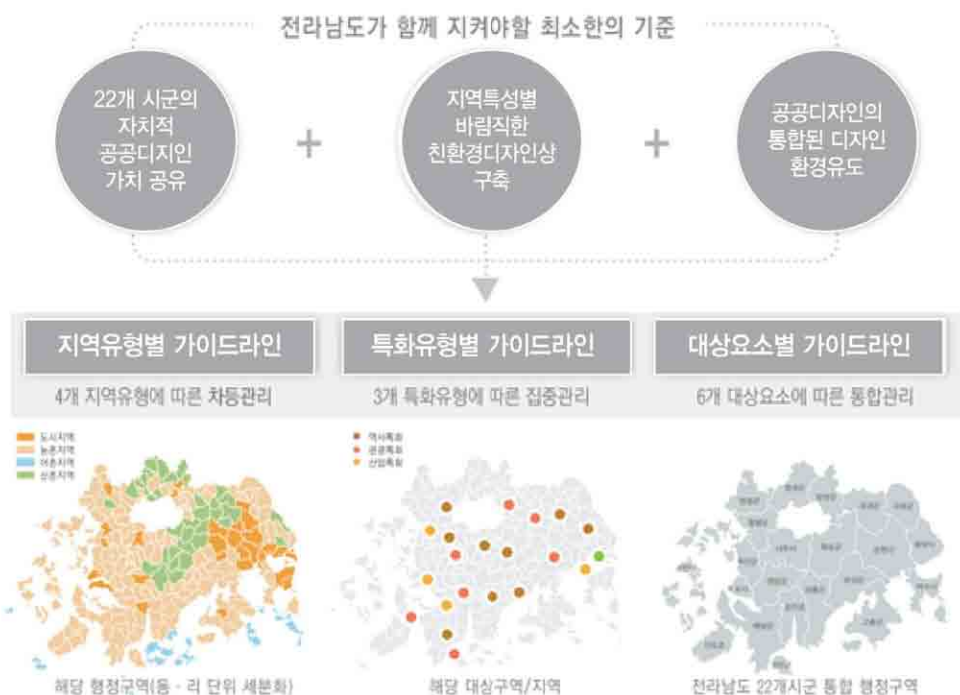 전라남도가 함께 지켜야할 최소한의 기준
22개 시군의
자치적
공공디지인
가치 공유
+
지역특성별
바람직한
친환경디자인상
구축
+
공공디자인의
통합된 디자인
환경유도
지역유형별 가이드라인
4개 지역유형에 따른 차등관리
특화유형별 가이드라인
3개 특화유형에 따른 집중관리
대상요소별 가이드라인
6개 대상요소에 따른 통합관리
도시지역
농촌지역
어촌지역
산촌지역
역사특화
관광특화
산업특화
해당 행정구역(동 · 리 단위 세분화)
해당 대상구역/지역
전라남도 22개시군 통합 행정구역